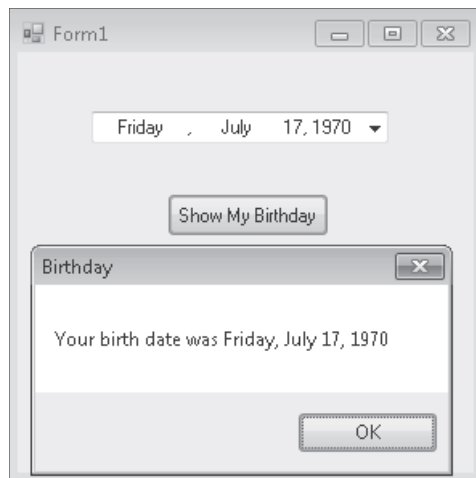 Form1
Friday , July 17, 1970
Show My Birthday
Birthday
Your birth date was Friday, July 17, 1970
OK